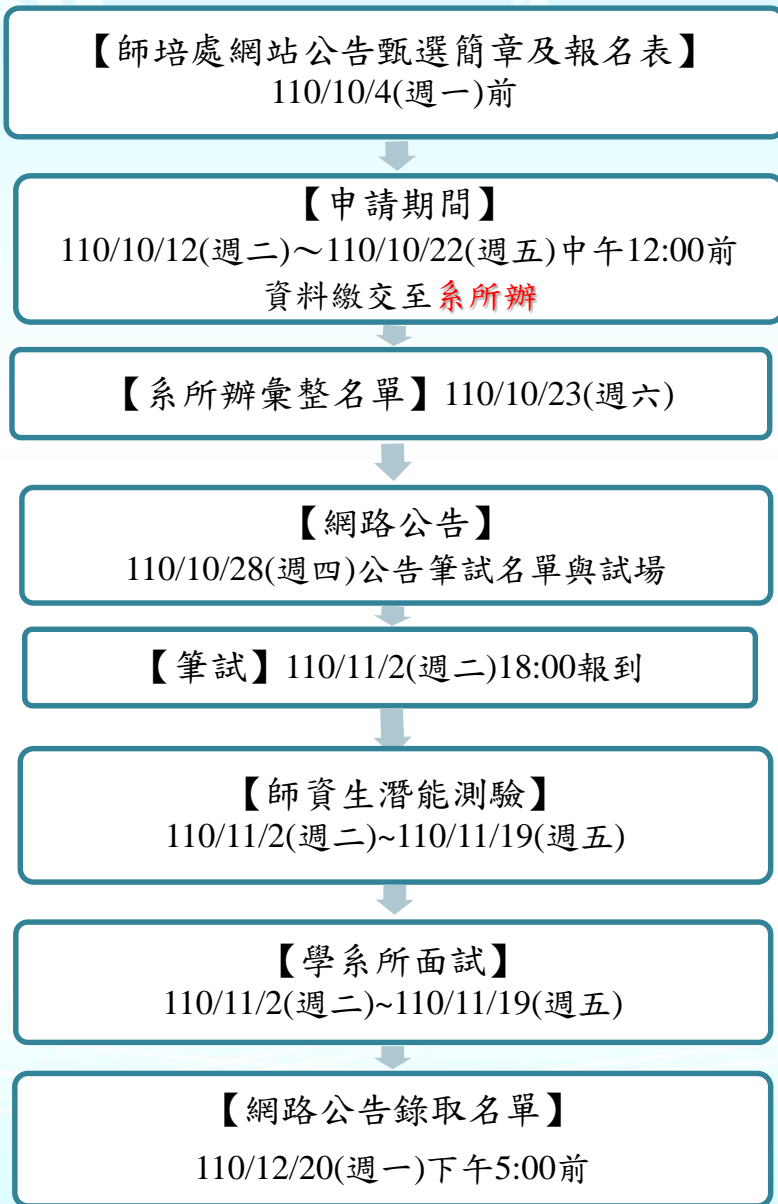 【師培處網站公告甄選簡章及報名表】
110/10/4(週一)前
【申請期間】
110/10/12(週二)～110/10/22(週五)中午12:00前
資料繳交至系所辦
【系所辦彙整名單】110/10/23(週六)
【網路公告】
110/10/28(週四)公告筆試名單與試場
【筆試】110/11/2(週二)18:00報到
【師資生潛能測驗】
110/11/2(週二)~110/11/19(週五)
【學系所面試】
110/11/2(週二)~110/11/19(週五)
【網路公告錄取名單】
110/12/20(週一)下午5:00前